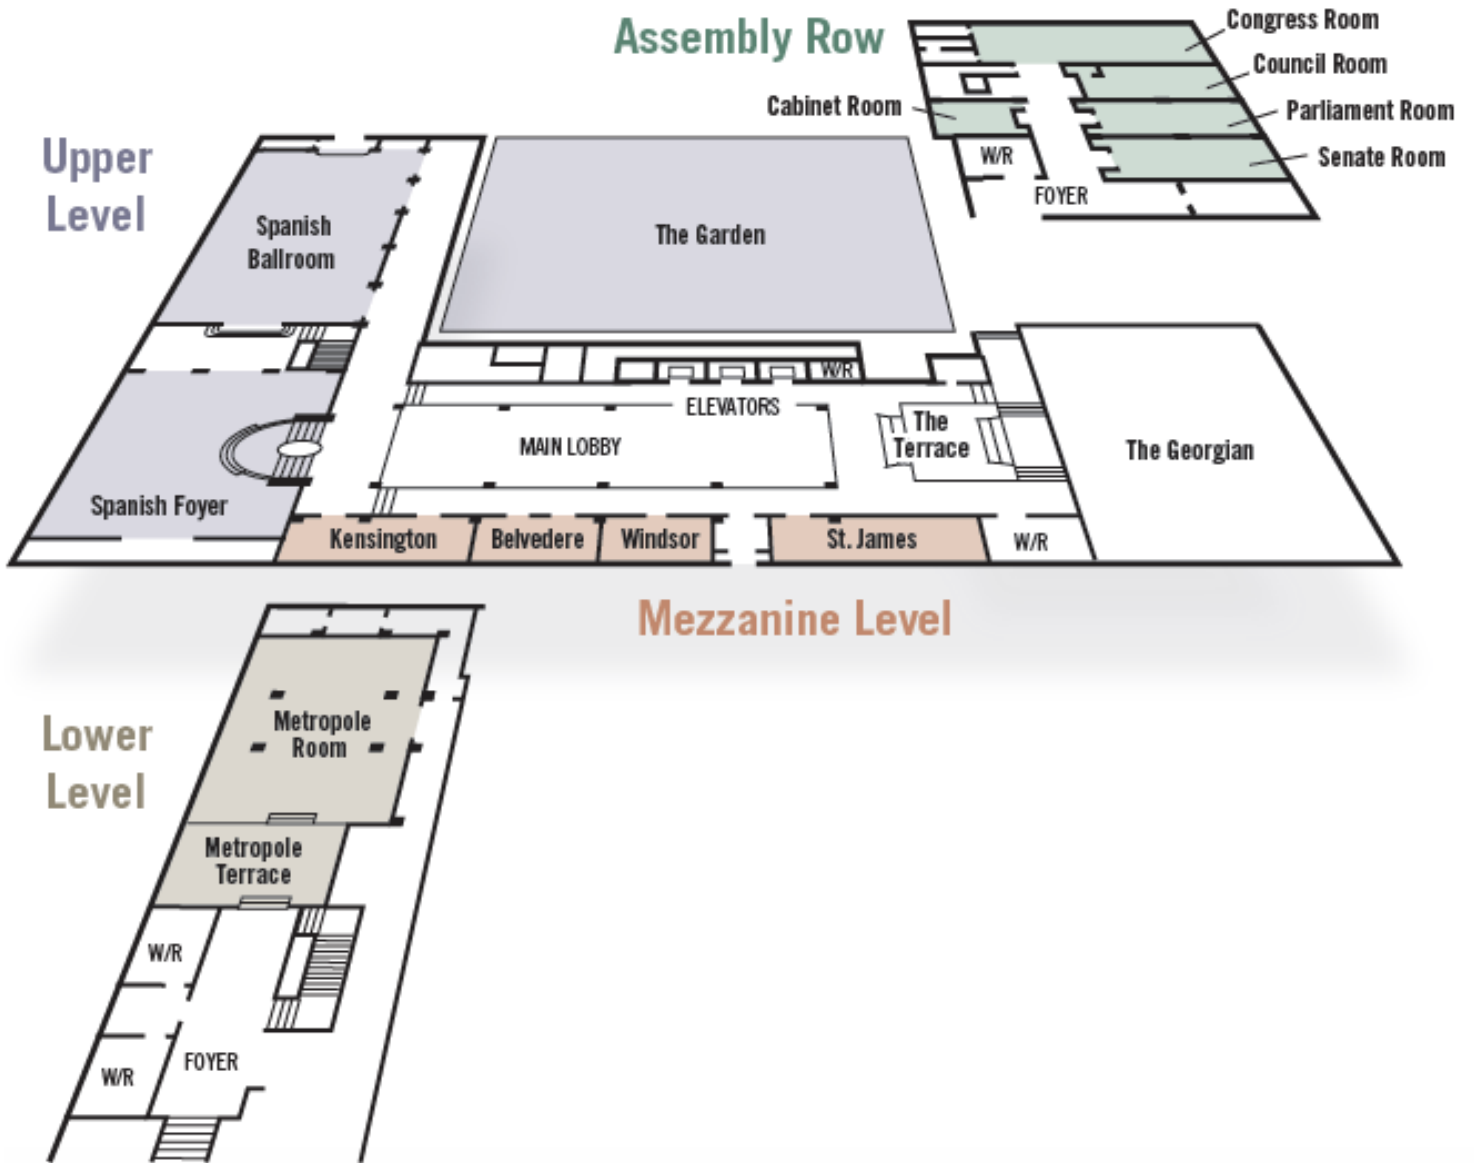 Assembly Row
Congress Room
Council Room
Cabinet Room
Parliament Room
Senate Room
W/R
FOYER
Upper
Level
Spanish
Ballroom
The Garden
W/R
ELEVATORS
MAIN LOBBY
The
Terrace
The Georgian
Spanish Foyer
Kensington
Belvedere
Windsor
St. James
W/R
Mezzanine Level
Lower
Level
Metropole
Room
Metropole
Terrace
W/R
FOYER
W/R